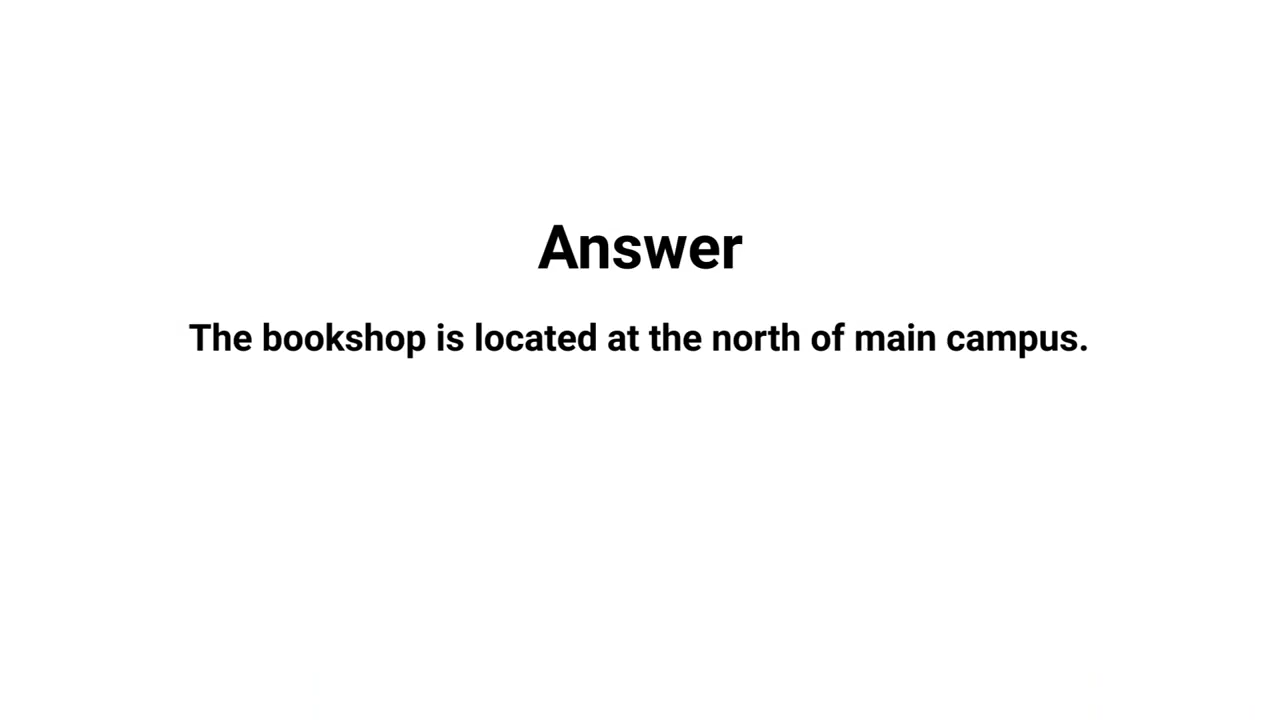 Answer
The bookshop is located at the north of main campus.